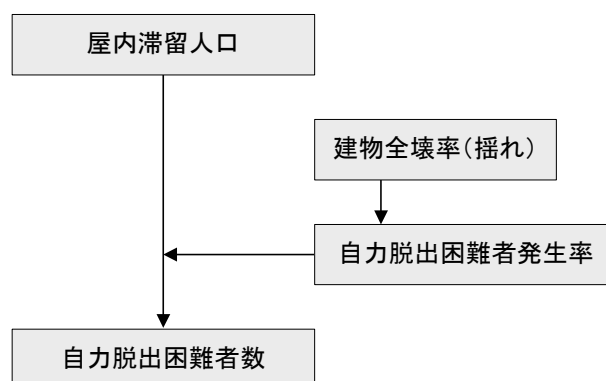 屋内滞留人口
建物全壊率（揺れ）
自力脱出困難者発生率
自力脱出困難者数